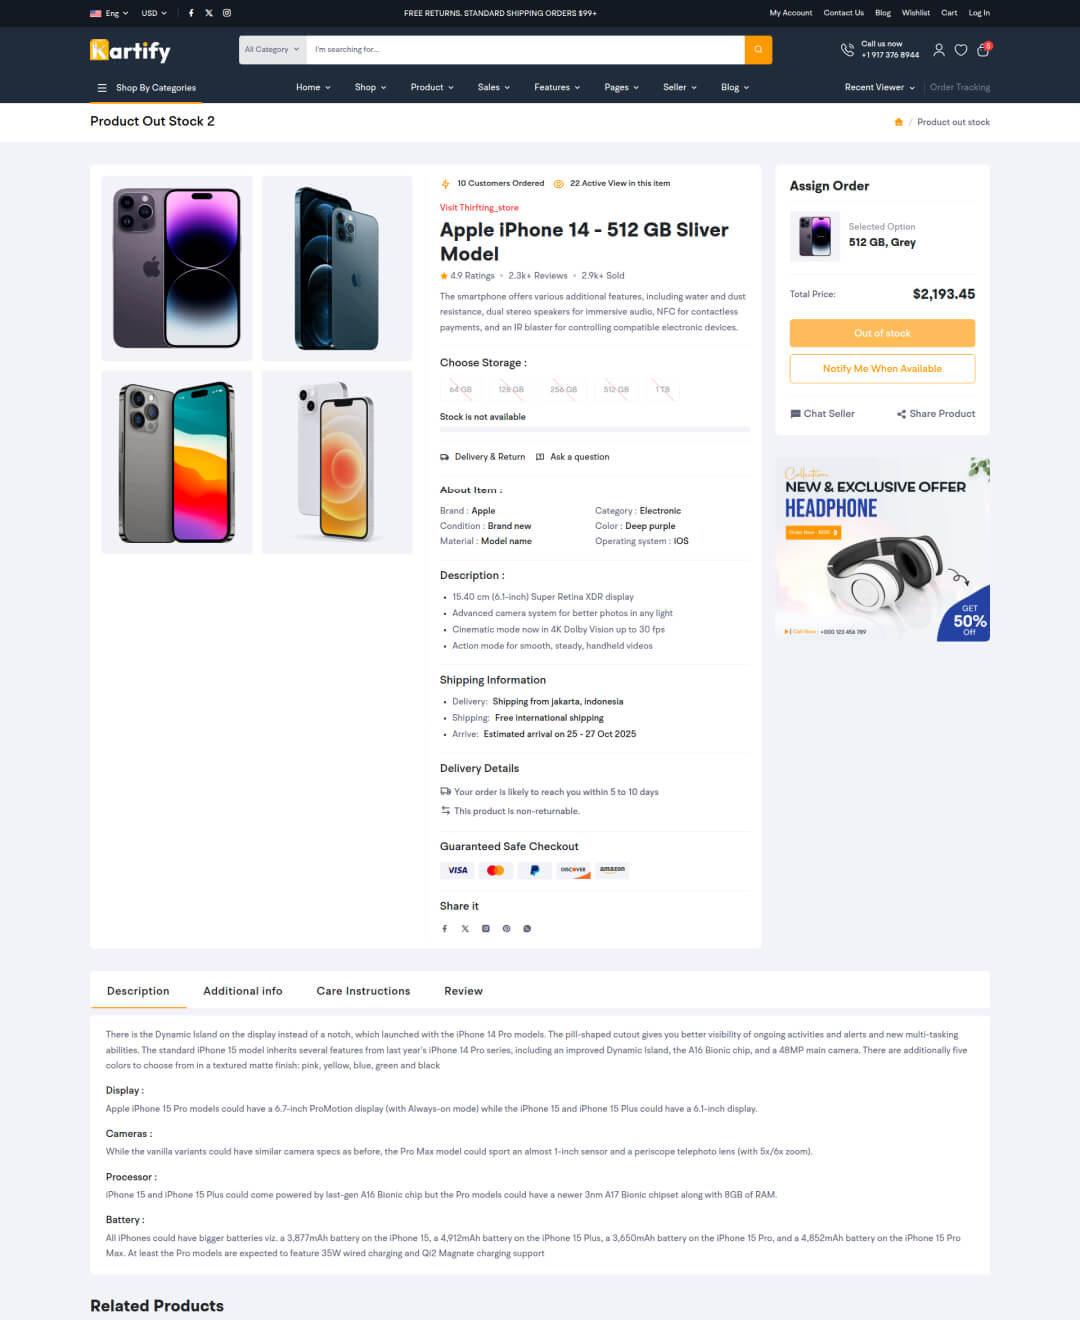 Eng
USD
FREE RETURNS. STANDARD SHIPPING ORDERS $99+
My Account
Contact Us
Blog
Wishlist
Cart
Log In
Kartify
All Category
I'm searching for...
Call us now
+1 917 376 8944
5
Shop By Categories
Home
Shop
Product
Sales
Features
Pages
Seller
Blog
Recent Viewer
Order Tracking
Product Out Stock 2
/ Product out stock
10 Customers Ordered
22 Active View in this item
Visit Thirfting_store
Apple iPhone 14 - 512 GB Sliver
Model
4.9 Ratings • 2.3k+ Reviews • 2.9k+ Sold
The smartphone offers various additional features, including water and dust
resistance, dual stereo speakers for immersive audio, NFC for contactless
payments, and an IR blaster for controlling compatible electronic devices.
Choose Storage :
64 GB
128 GB
256 GB
512 GB
1 TB
Stock is not available
Delivery & Return
Ask a question
About Item :
Brand : Apple
Category : Electronic
Condition : Brand new
Color : Deep purple
Material : Model name
Operating system : IOS
Description :
• 15.40 cm (6.1-inch) Super Retina XDR display
• Advanced camera system for better photos in any light
• Cinematic mode now in 4K Dolby Vision up to 30 fps
• Action mode for smooth, steady, handheld videos
Shipping Information
• Delivery: Shipping from jakarta, indonesia
• Shipping: Free international shipping
• Arrive: Estimated arrival on 25 - 27 Oct 2025
Delivery Details
Your order is likely to reach you within 5 to 10 days
This product is non-returnable.
Guaranteed Safe Checkout
VISA
DISCOVER
amazon
Share it
Assign Order
Selected Option
512 GB, Grey
Total Price:
$2,193.45
Out of stock
Notify Me When Available
Chat Seller
Share Product
Collection
NEW & EXCLUSIVE OFFER
HEADPHONE
Order Now -
GET
50%
Off
Call Now : +000 123 456 789
Description
Additional info
Care Instructions
Review
There is the Dynamic Island on the display instead of a notch, which launched with the iPhone 14 Pro models. The pill-shaped cutout gives you better visibility of ongoing activities and alerts and new multi-tasking
abilities. The standard iPhone 15 model inherits several features from last year's iPhone 14 Pro series, including an improved Dynamic Island, the A16 Bionic chip, and a 48MP main camera. There are additionally five
colors to choose from in a textured matte finish: pink, yellow, blue, green and black
Display :
Apple iPhone 15 Pro models could have a 6.7-inch ProMotion display (with Always-on mode) while the iPhone 15 and iPhone 15 Plus could have a 6.1-inch display.
Cameras :
While the vanilla variants could have similar camera specs as before, the Pro Max model could sport an almost 1-inch sensor and a periscope telephoto lens (with 5x/6x zoom).
Processor :
iPhone 15 and iPhone 15 Plus could come powered by last-gen A16 Bionic chip but the Pro models could have a newer 3nm A17 Bionic chipset along with 8GB of RAM.
Battery :
All iPhones could have bigger batteries viz. a 3,877mAh battery on the iPhone 15, a 4,912mAh battery on the iPhone 15 Plus, a 3,650mAh battery on the iPhone 15 Pro, and a 4,852mAh battery on the iPhone 15 Pro
Max. At least the Pro models are expected to feature 35W wired charging and Qi2 Magnate charging support
Related Products